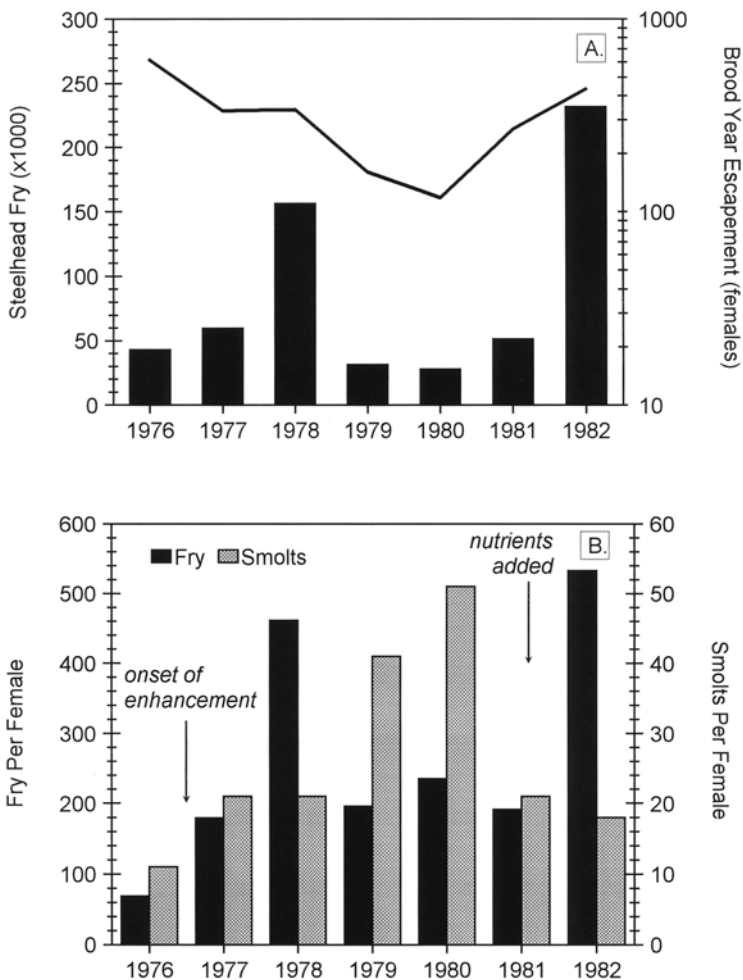 A.
Steelhead Fry (x1000)
300
250
200
150
100
50
0
1000
100
10
Brood Year Escapement (females)
1976 1977 1978 1979 1980 1981 1982
B.
Fry Smolts
nutrients
added
onset of
enhancement
Fry Per Female
600
500
400
300
200
100
0
60
50
40
30
20
10
0
Smolts Per Female
1976 1977 1978 1979 1980 1981 1982